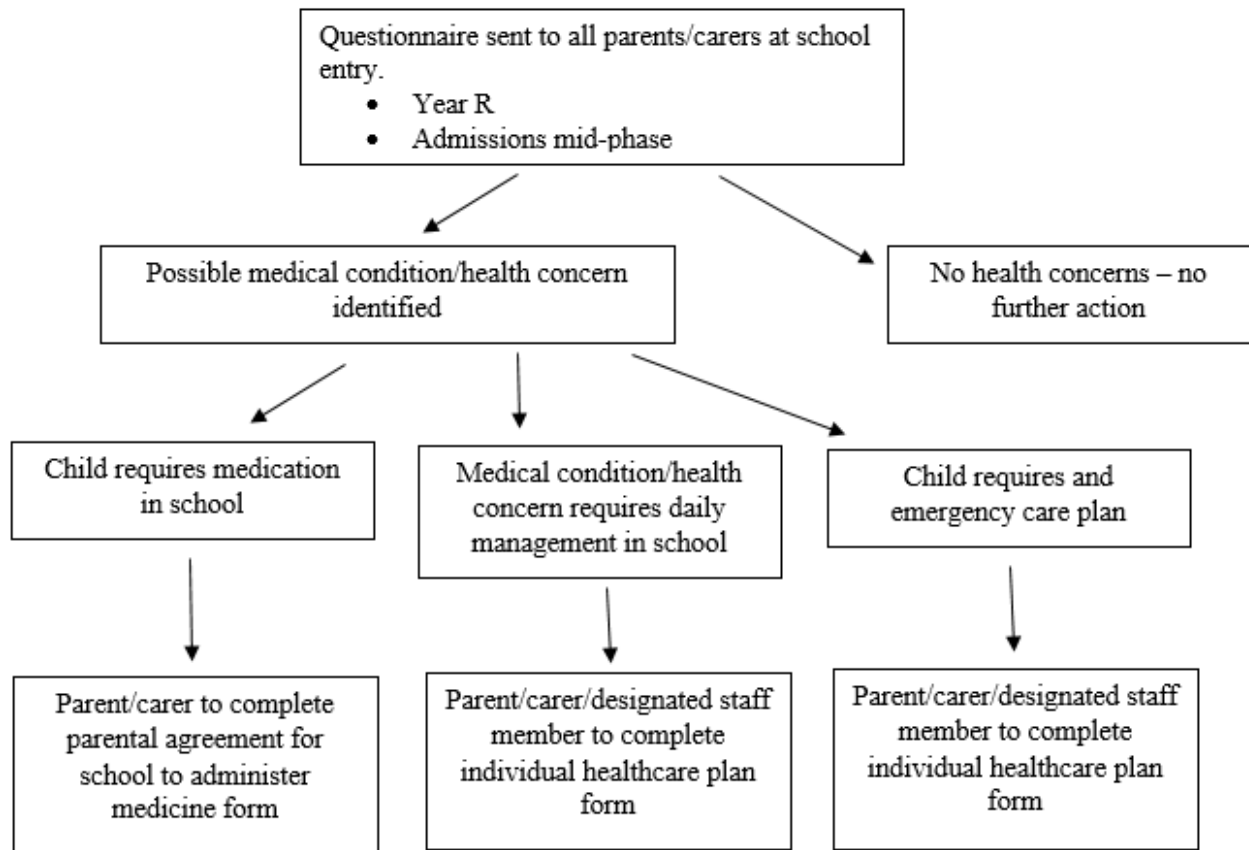 Questionnaire sent to all parents/carers at school
entry.
• Year R
• Admissions mid-phase
Possible medical condition/health concern
identified
No health concerns – no
further action
Child requires medication
in school
Medical condition/health
concern requires daily
management in school
Child requires and
emergency care plan
Parent/carer to complete
parental agreement for
school to administer
medicine form
Parent/carer/designated staff
member to complete
individual healthcare plan
form
Parent/carer/designated staff
member to complete
individual healthcare plan
form